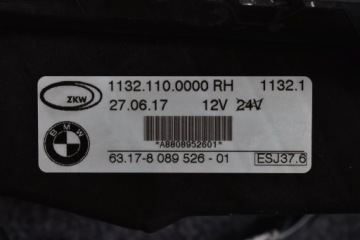 ZKW 1132.110.0000 RH 1132.1
27.06.17 12V 24V
*A8808952601*
BMW
63.17-8 089 526 - 01 ESJ37.6